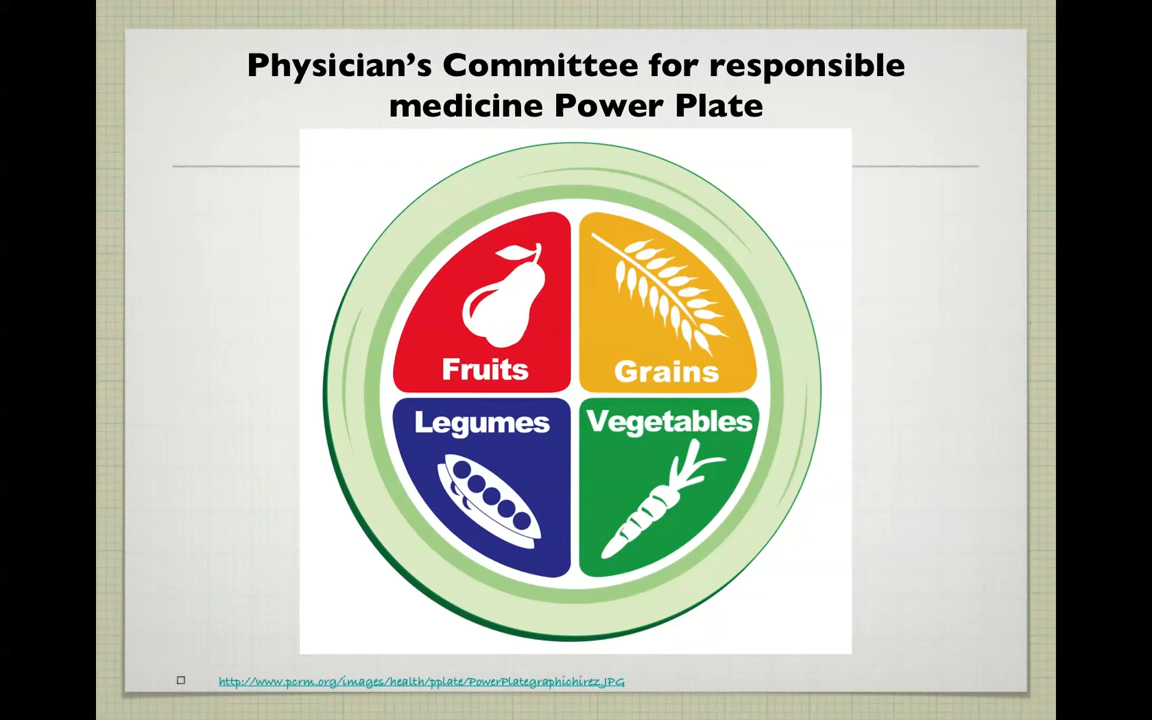 Physician's Committee for responsible
medicine Power Plate
Fruits
Grains
Legumes
Vegetables
http://www.pcrm.org/images/health/pplate/PowerPlategraphichirez.JPG